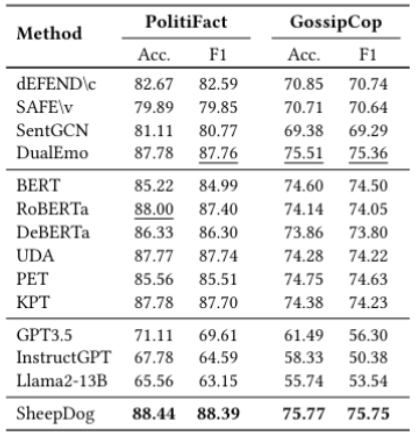 Method PolitiFact GossipCop
Acc. F1 Acc. F1
dEFEND\c 82.67 82.59 70.85 70.74
SAFE\v 79.89 79.85 70.71 70.64
SentGCN 81.11 80.77 69.38 69.29
DualEmo 87.78 87.76 75.51 75.36
BERT 85.22 84.99 74.60 74.50
RoBERTa 88.00 87.40 74.14 74.05
DeBERTa 86.33 86.30 73.86 73.80
UDA 87.77 87.74 74.28 74.22
PET 85.56 85.51 74.75 74.63
KPT 87.78 87.70 74.38 74.23
GPT3.5 71.11 69.61 61.49 56.30
InstructGPT 67.78 64.59 58.33 50.38
Llama2-13B 65.56 63.15 55.74 53.54
SheepDog 88.44 88.39 75.77 75.75